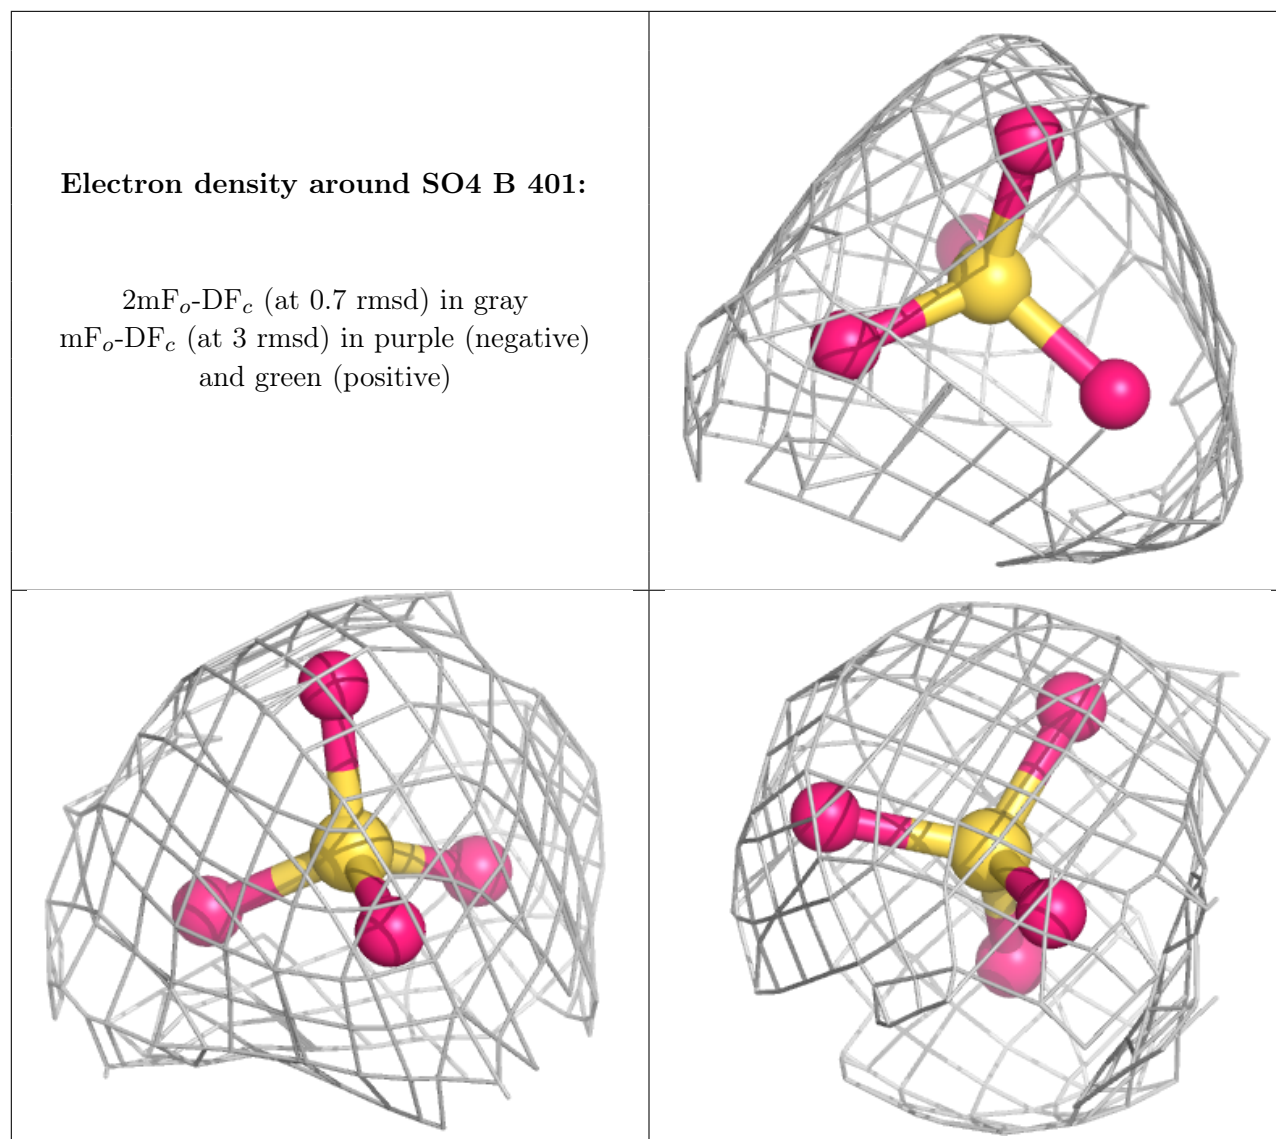 Electron density around SO4 B 401:
2mFo-DFc (at 0.7 rmsd) in gray
mFo-DFc (at 3 rmsd) in purple (negative)
and green (positive)